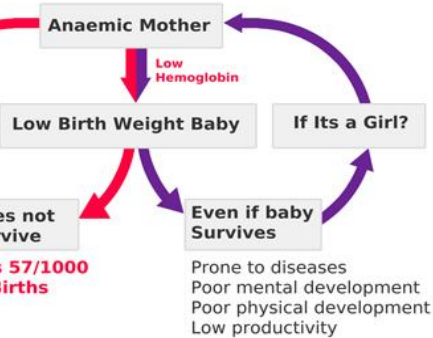 Anaemic Mother
Low
Hemoglobin
Low Birth Weight Baby
If Its a Girl?
es not
vive
s 57/1000
Births
Even if baby
Survives
Prone to diseases
Poor mental development
Poor physical development
Low productivity